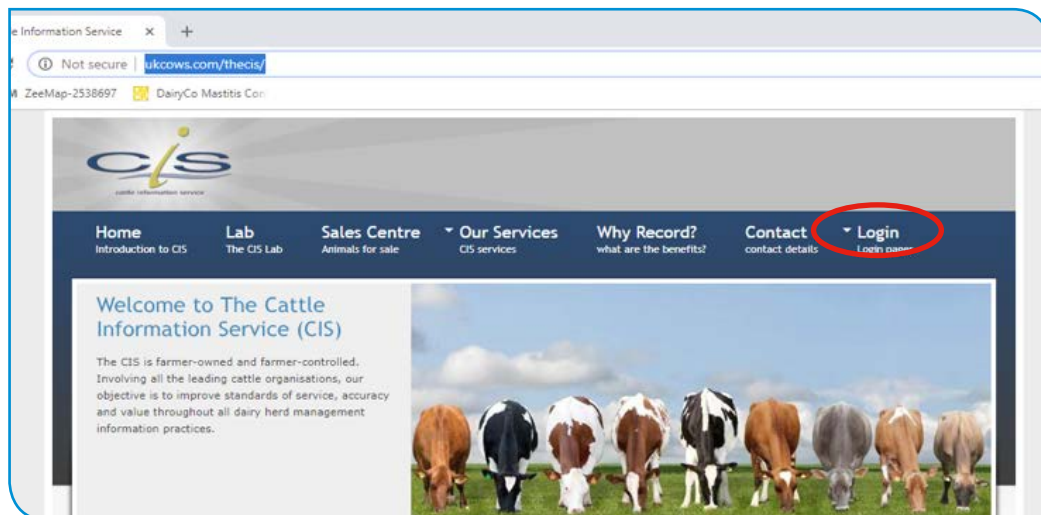 e Information Service × +
Not secure | ukcows.com/thecis/
ZeeMap-2538697 DairyCo Mastitis Con
cis
cattle information service
Home Lab Sales Centre Our Services Why Record? Contact Login
Introduction to CIS The CIS Lab Animals for sale CIS services what are the benefits? contact details Login pages
Welcome to The Cattle
Information Service (CIS)
The CIS is farmer-owned and farmer-controlled.
Involving all the leading cattle organisations, our
objective is to improve standards of service, accuracy
and value throughout all dairy herd management
information practices.